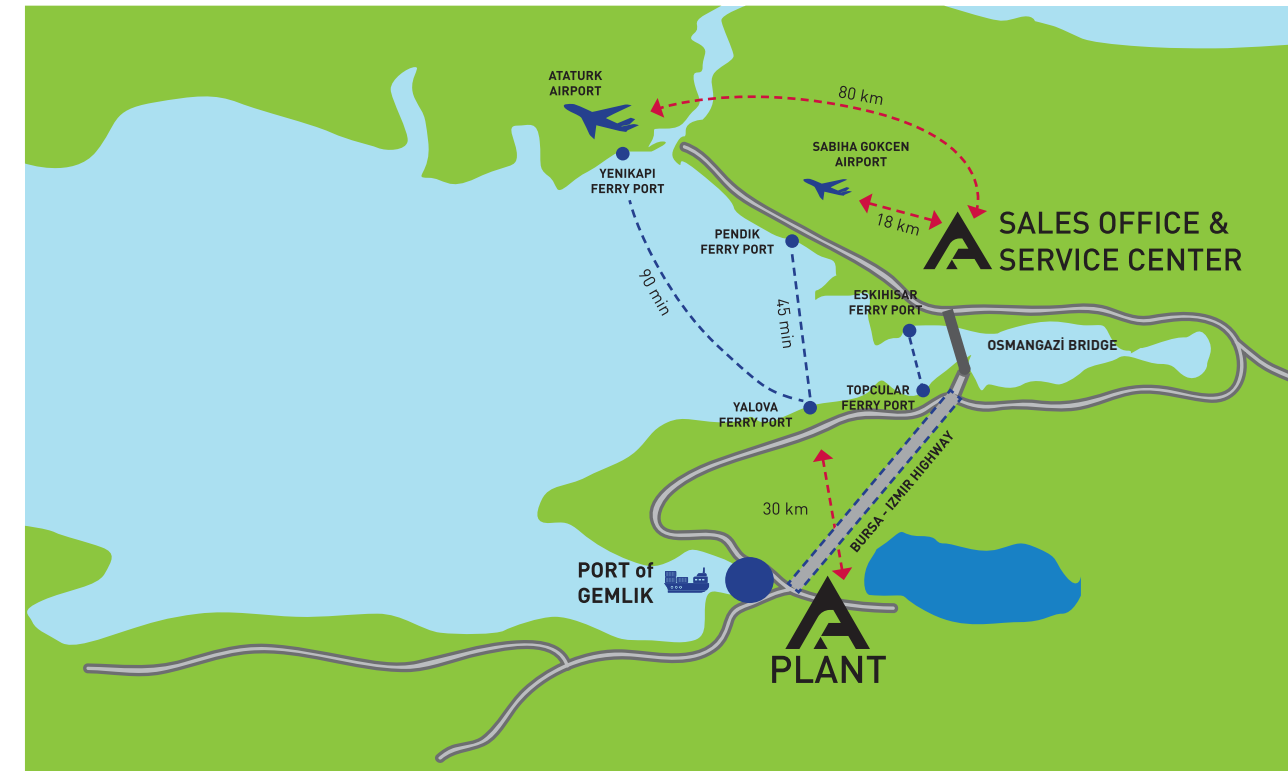 ATATURK
AIRPORT
80 km
SABIHA GOKCEN
AIRPORT
YENIKAPI
FERRY PORT
18 km
SALES OFFICE &
SERVICE CENTER
PENDIK
FERRY PORT
90 min
45 min
ESKIHISAR
FERRY PORT
OSMANGAZİ BRIDGE
TOPCULAR
FERRY PORT
YALOVA
FERRY PORT
BURSA - IZMIR HIGHWAY
30 km
PORT of
GEMLIK
PLANT